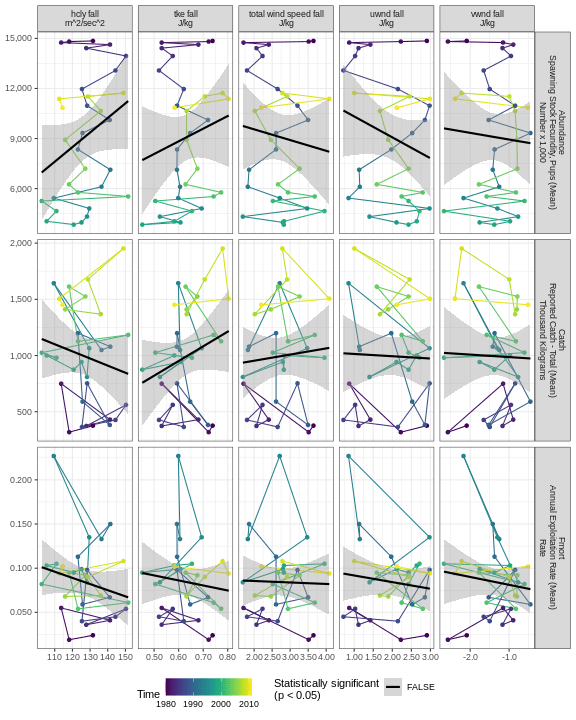 hcly fall
m^2/sec^2
tke fall
J/kg
total wind speed fall
J/kg
uwnd fall
J/kg
vwnd fall
J/kg
15,000
12,000
9,000
6,000
Abundance
Spawning Stock Fecundity, Pups (Mean)
Number x 1,000
2,000
1,500
1,000
500
Catch
Reported Catch - Total (Mean)
Thousand Kilograms
0.200
0.150
0.100
0.050
Fmort
Annual Exploitation Rate (Mean)
Rate
110 120 130 140 150
0.50 0.60 0.70 0.80
2.00 2.50 3.00 3.50 4.00
1.00 1.50 2.00 2.50 3.00
-2.0 -1.0
Time
1980 1990 2000 2010
Statistically significant
(p < 0.05)
FALSE